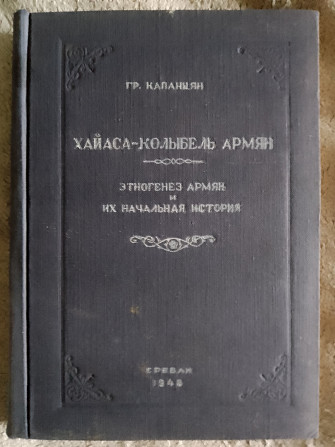 ГР. КАПАНЦЯН
ХАЙАСА-КОЛЫБЕЛЬ АРМЯН
ЭТНОГЕНЕЗ АРМЯН
И
ИХ НАЧАЛЬНАЯ ИСТОРИЯ
ЕРЕВАН
1948